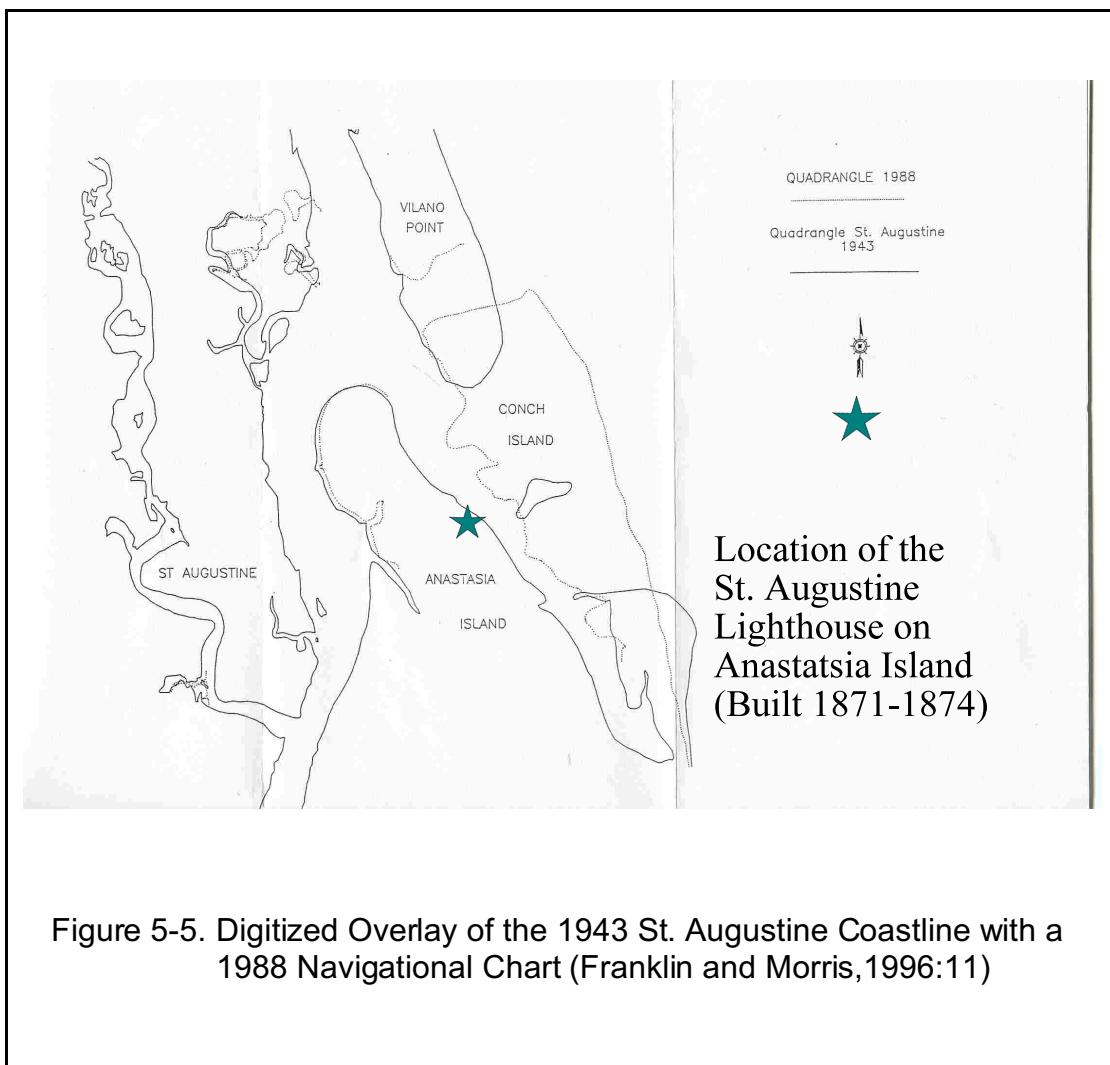 QUADRANGLE 1988
Quadrangle St. Augustine
1943
VILANO
POINT
CONCH
ISLAND
ST AUGUSTINE
ANASTASIA
ISLAND
Location of the
St. Augustine
Lighthouse on
Anastatsia Island
(Built 1871-1874)
Figure 5-5. Digitized Overlay of the 1943 St. Augustine Coastline with a
1988 Navigational Chart (Franklin and Morris,1996:11)